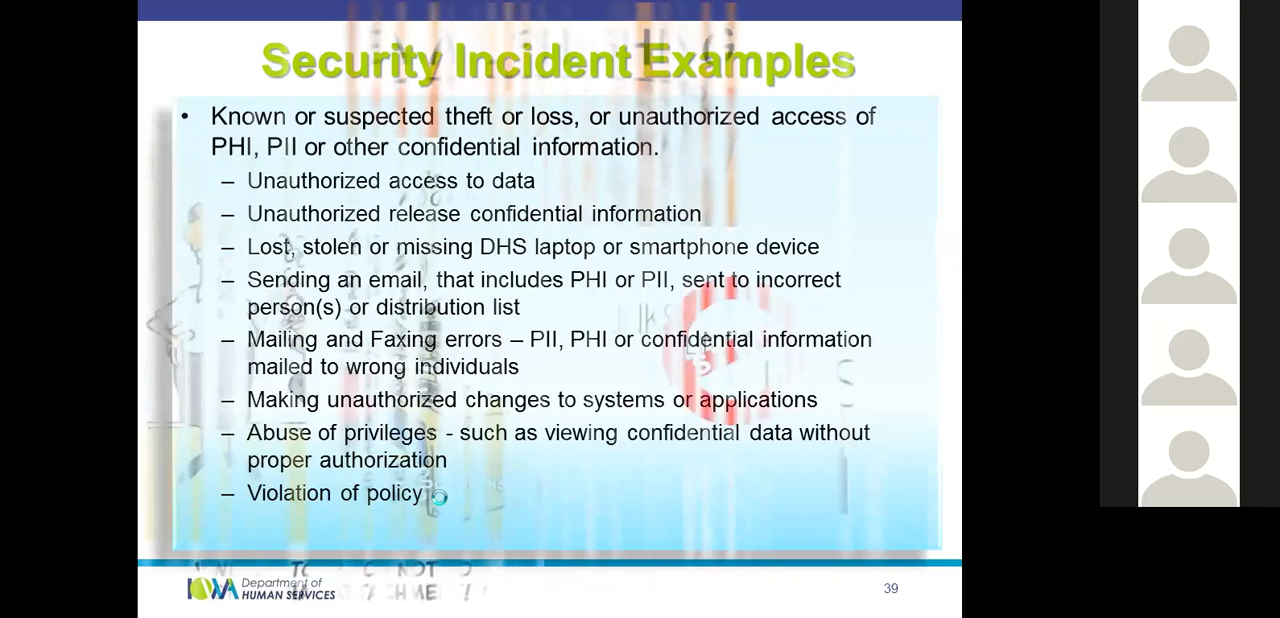 Security Incident Examples
• Known or suspected theft or loss, or unauthorized access of
PHI, PII or other confidential information.
– Unauthorized access to data
– Unauthorized release confidential information
– Lost, stolen or missing DHS laptop or smartphone device
– Sending an email, that includes PHI or PII, sent to incorrect
person(s) or distribution list
– Mailing and Faxing errors – PII, PHI or confidential information
mailed to wrong individuals
– Making unauthorized changes to systems or applications
– Abuse of privileges - such as viewing confidential data without
proper authorization
– Violation of policy
IOWA Department of
HUMAN SERVICES
39